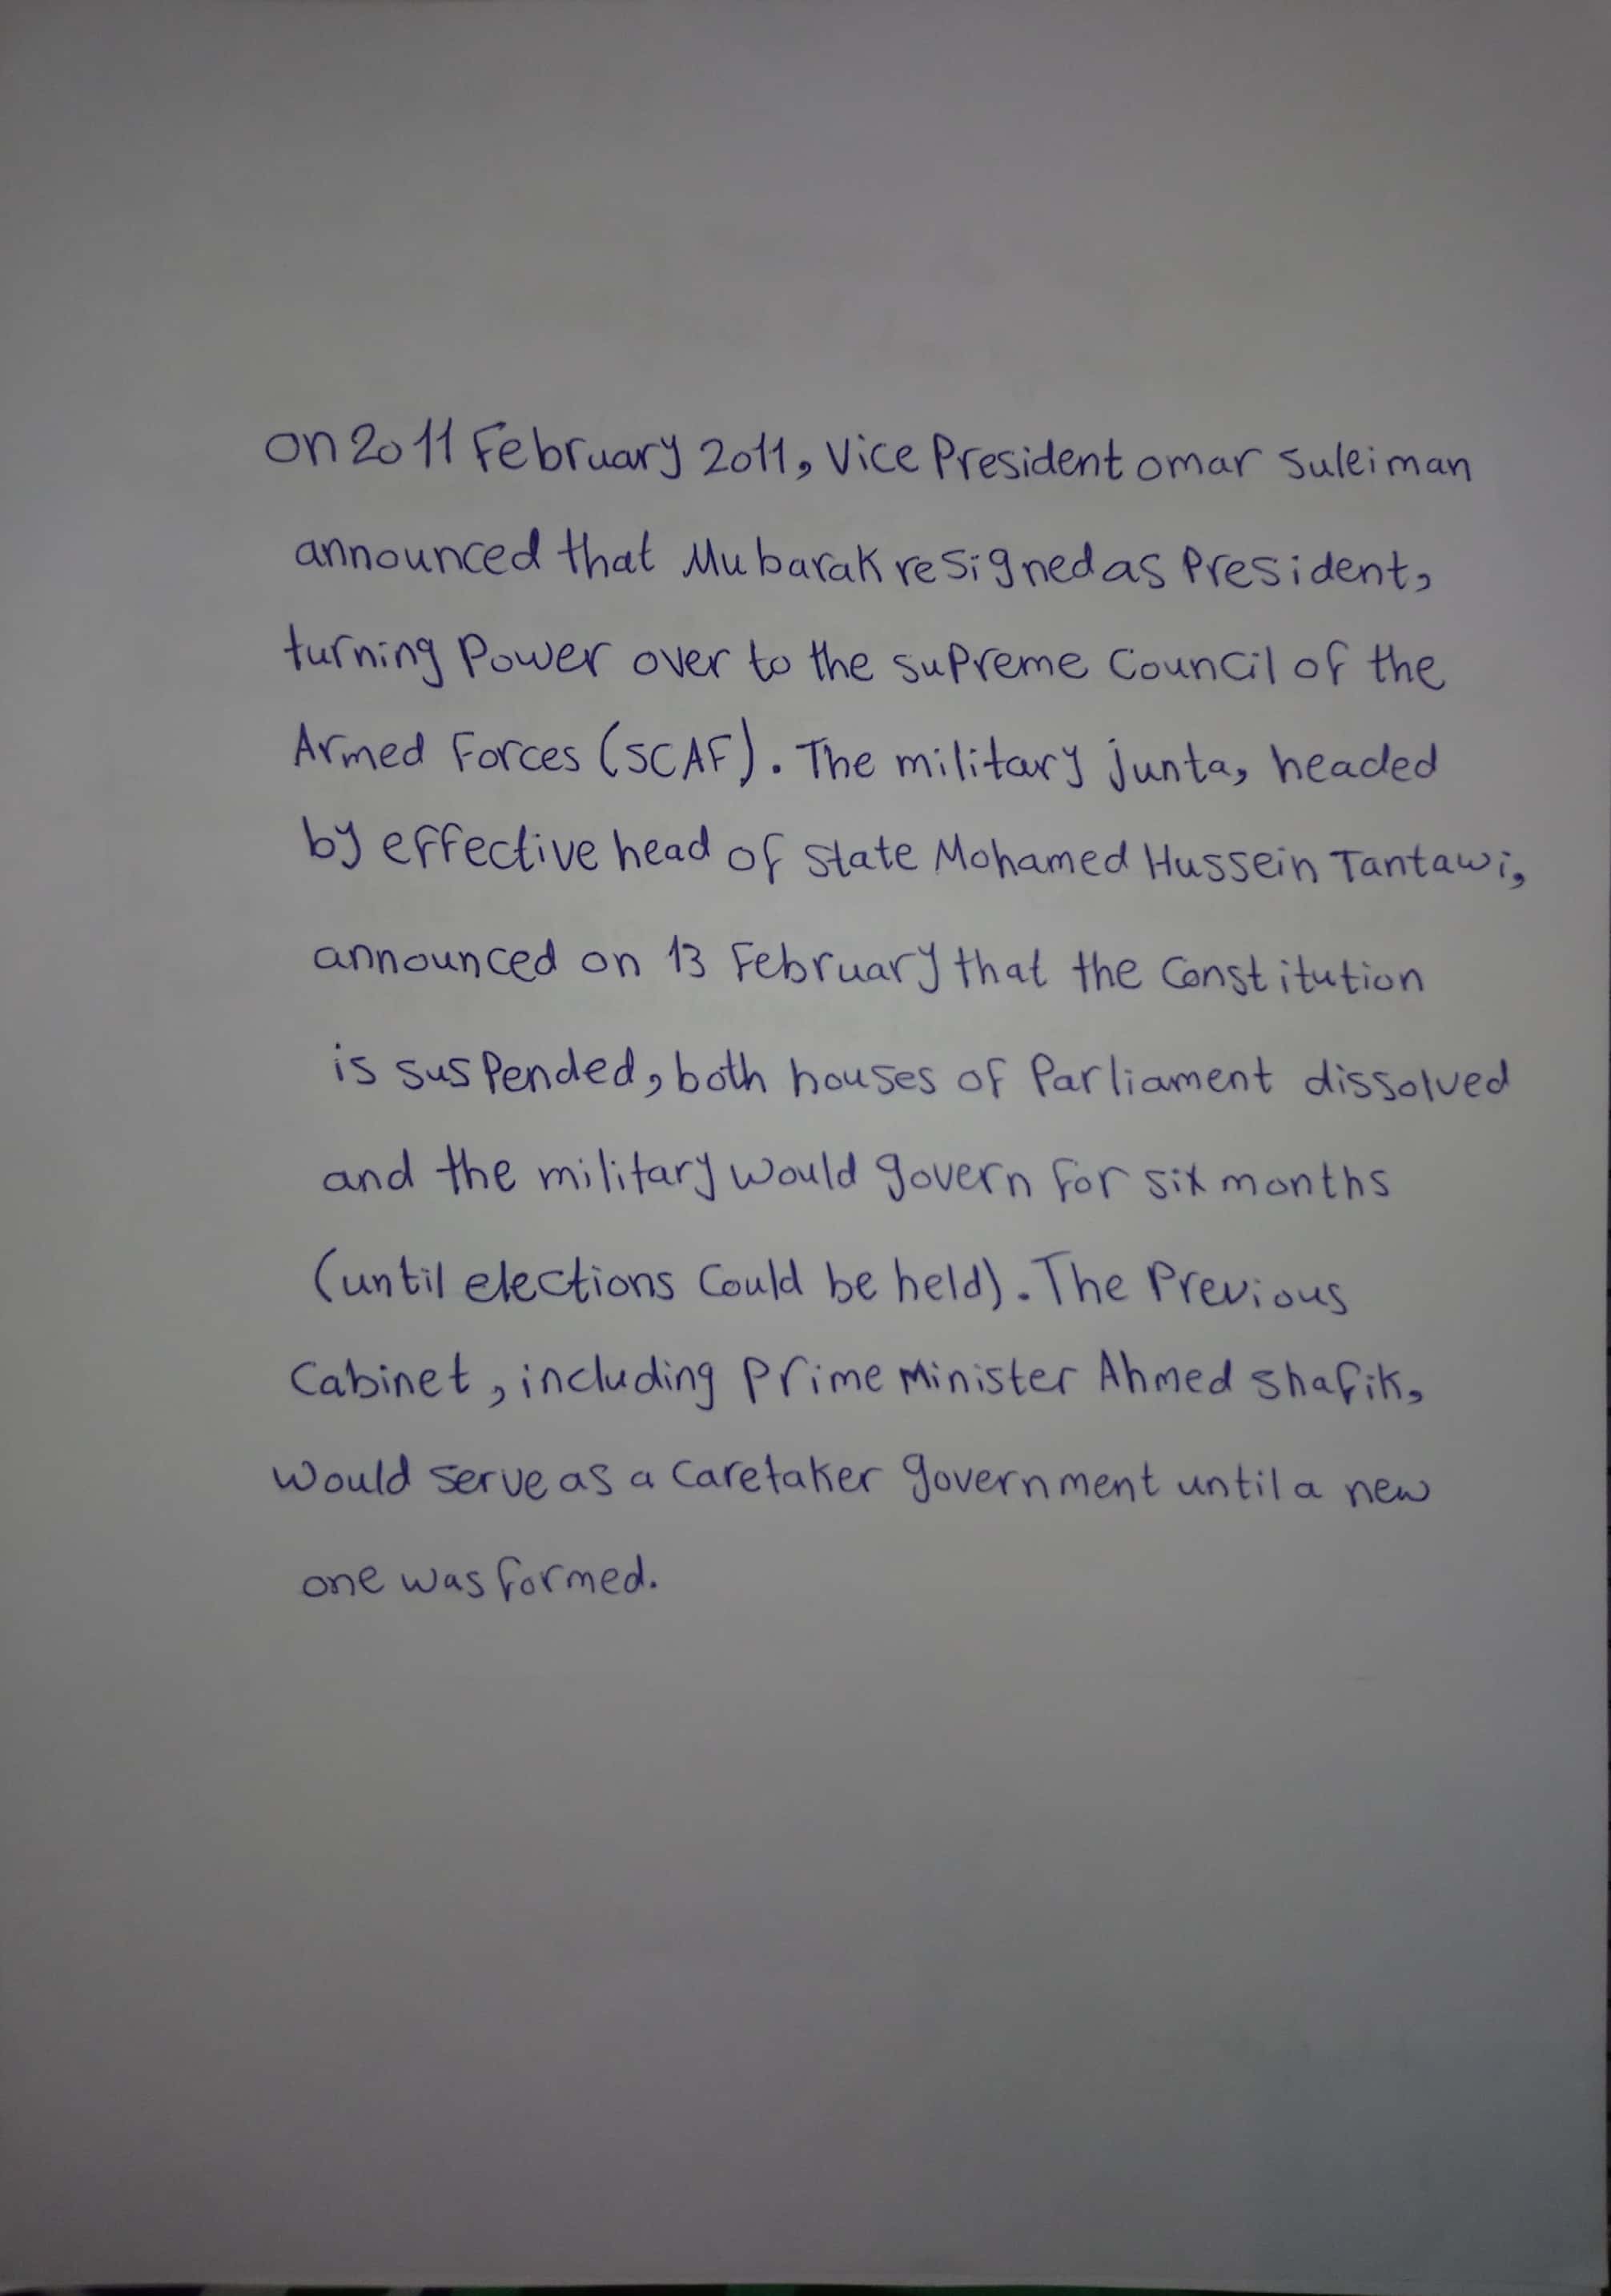 on 2011 February 2011, Vice President omar Suleiman
announced that Mubarak resigned as President,
turning Power over to the supreme Council of the
Armed Forces (SCAF). The military junta, headed
by effective head of state Mohamed Hussein Tantawi,
announced on 13 February that the Constitution
is suspended, both houses of Parliament dissolved
and the military would govern for six months
(until elections Could be held). The Previous
Cabinet, including Prime Minister Ahmed shafik,
would serve as a caretaker government until a new
one was formed.